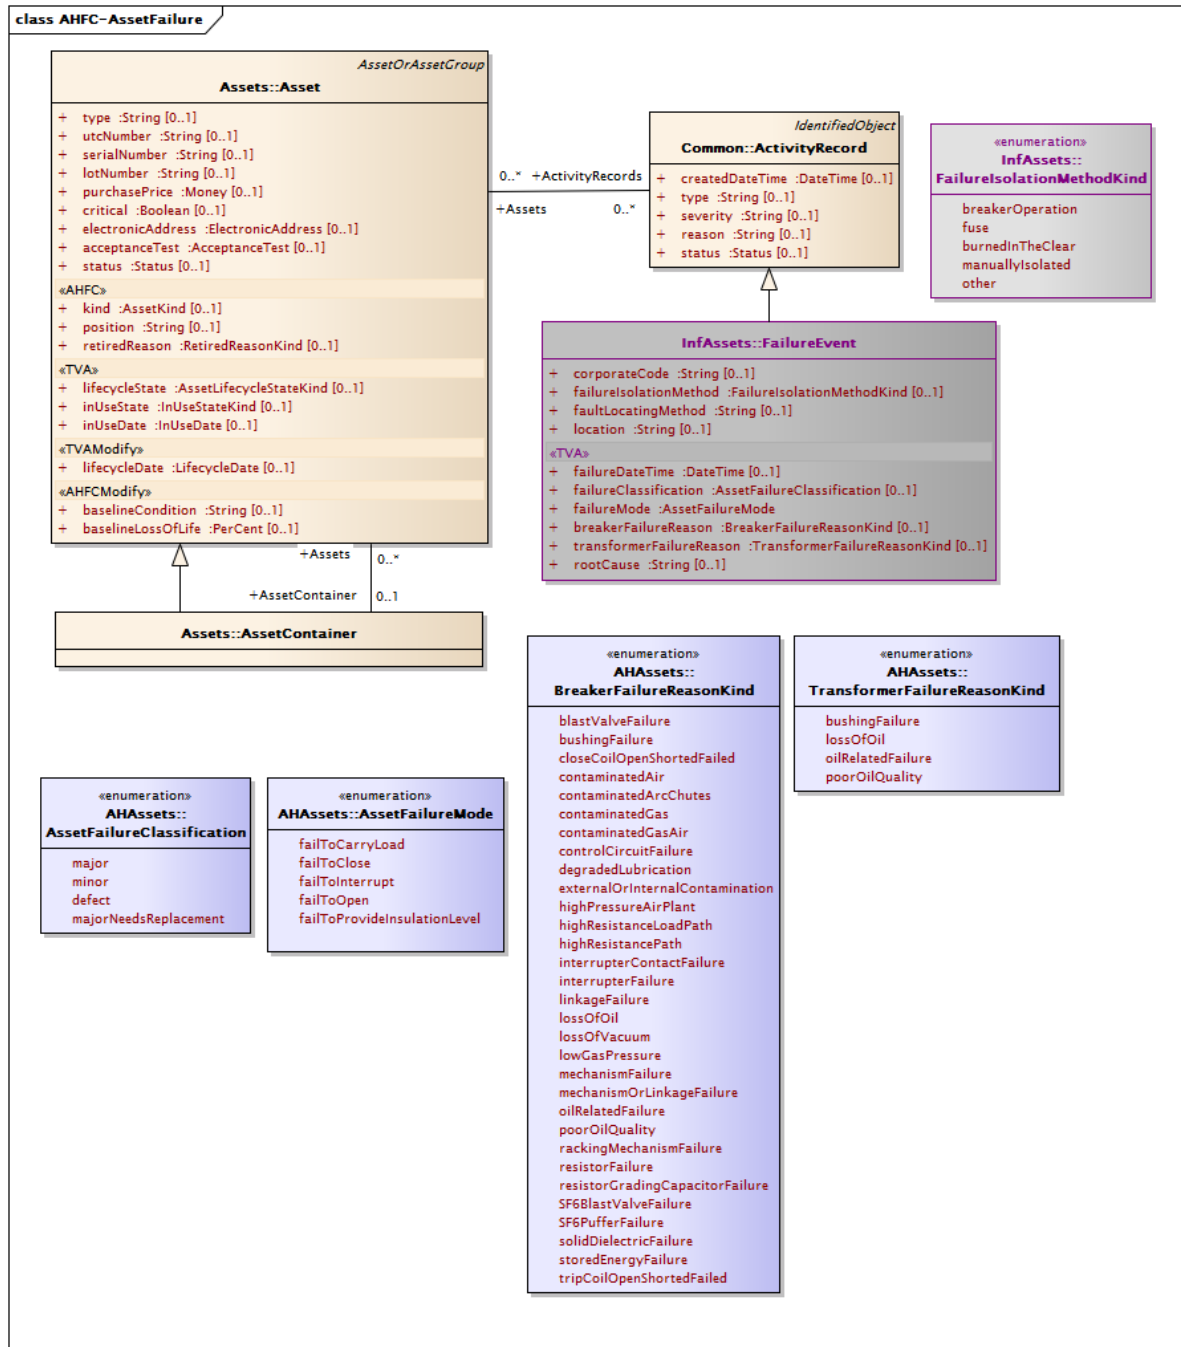 class AHFC-AssetFailure
AssetOrAssetGroup
Assets::Asset
+ type :String [0..1]
+ utcNumber :String [0..1]
+ serialNumber :String [0..1]
+ lotNumber :String [0..1]
+ purchasePrice :Money [0..1]
+ critical :Boolean [0..1]
+ electronicAddress :ElectronicAddress [0..1]
+ acceptanceTest :AcceptanceTest [0..1]
+ status :Status [0..1]
«AHFC»
+ kind :AssetKind [0..1]
+ position :String [0..1]
+ retiredReason :RetiredReasonKind [0..1]
«TVA»
+ lifecycleState :AssetLifecycleStateKind [0..1]
+ inUseState :InUseStateKind [0..1]
+ inUseDate :InUseDate [0..1]
«TVAModify»
+ lifecycleDate :LifecycleDate [0..1]
«AHFCModify»
+ baselineCondition :String [0..1]
+ baselineLossOfLife :PerCent [0..1]
0..* +ActivityRecords
+Assets 0..*
IdentifiedObject
Common::ActivityRecord
+ createdDateTime :DateTime [0..1]
+ type :String [0..1]
+ severity :String [0..1]
+ reason :String [0..1]
+ status :Status [0..1]
«enumeration»
InfAssets::
FailureIsolationMethodKind
breakerOperation
fuse
burnedInTheClear
manuallyIsolated
other
InfAssets::FailureEvent
+ corporateCode :String [0..1]
+ failureIsolationMethod :FailureIsolationMethodKind [0..1]
+ faultLocatingMethod :String [0..1]
+ location :String [0..1]
«TVA»
+ failureDateTime :DateTime [0..1]
+ failureClassification :AssetFailureClassification [0..1]
+ failureMode :AssetFailureMode
+ breakerFailureReason :BreakerFailureReasonKind [0..1]
+ transformerFailureReason :TransformerFailureReasonKind [0..1]
+ rootCause :String [0..1]
+Assets 0..*
+AssetContainer 0..1
Assets::AssetContainer
«enumeration»
AHAssets::
BreakerFailureReasonKind
blastValveFailure
bushingFailure
closeCoilOpenShortedFailed
contaminatedAir
contaminatedArcChutes
contaminatedGas
contaminatedGasAir
controlCircuitFailure
degradedLubrication
externalOrInternalContamination
highPressureAirPlant
highResistanceLoadPath
highResistancePath
interrupterContactFailure
interrupterFailure
linkageFailure
lossOfOil
lossOfVacuum
lowGasPressure
mechanismFailure
mechanismOrLinkageFailure
oilRelatedFailure
poorOilQuality
rackingMechanismFailure
resistorFailure
resistorGradingCapacitorFailure
SF6BlastValveFailure
SF6PufferFailure
solidDielectricFailure
storedEnergyFailure
tripCoilOpenShortedFailed
«enumeration»
AHAssets::
TransformerFailureReasonKind
bushingFailure
lossOfOil
oilRelatedFailure
poorOilQuality
«enumeration»
AHAssets::
AssetFailureClassification
major
minor
defect
majorNeedsReplacement
«enumeration»
AHAssets::AssetFailureMode
failToCarryLoad
failToClose
failToInterrupt
failToOpen
failToProvideInsulationLevel